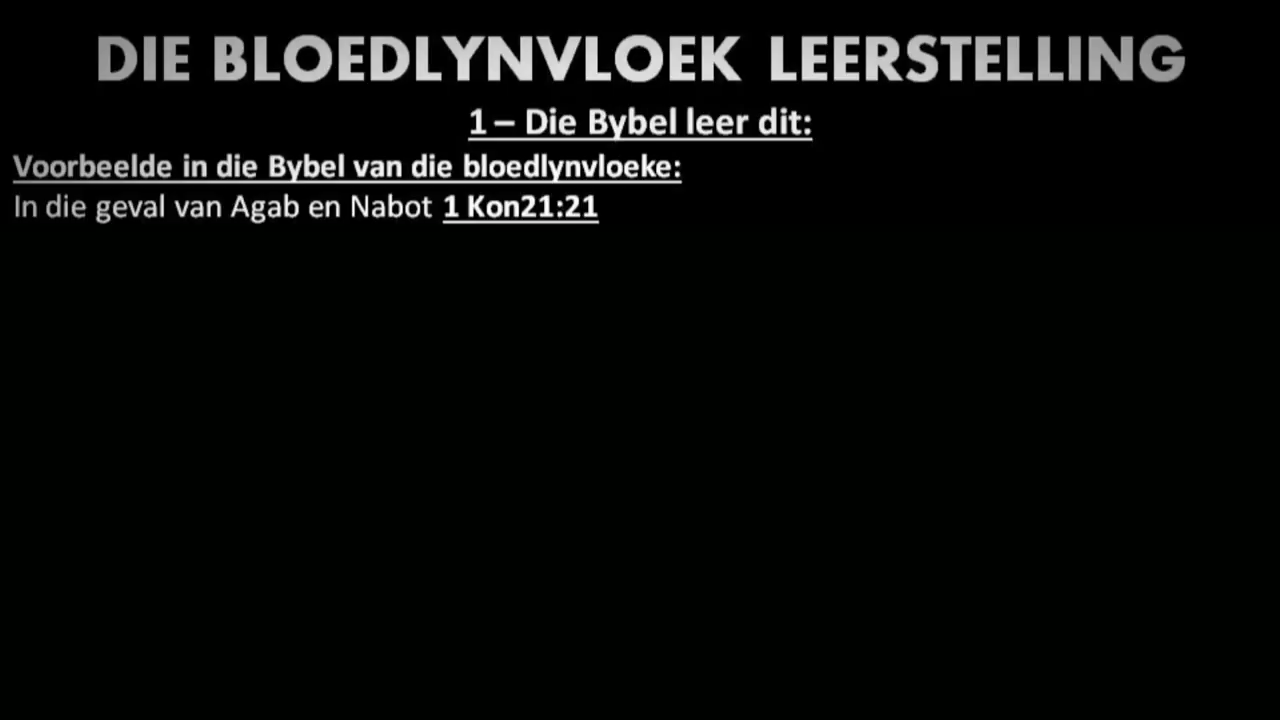 DIE BLOEDLYNVLOEK LEERSTELLING
1 – Die Bybel leer dit:
Voorbeelde in die Bybel van die bloedlynvloeke:
In die geval van Agab en Nabot 1 Kon21:21